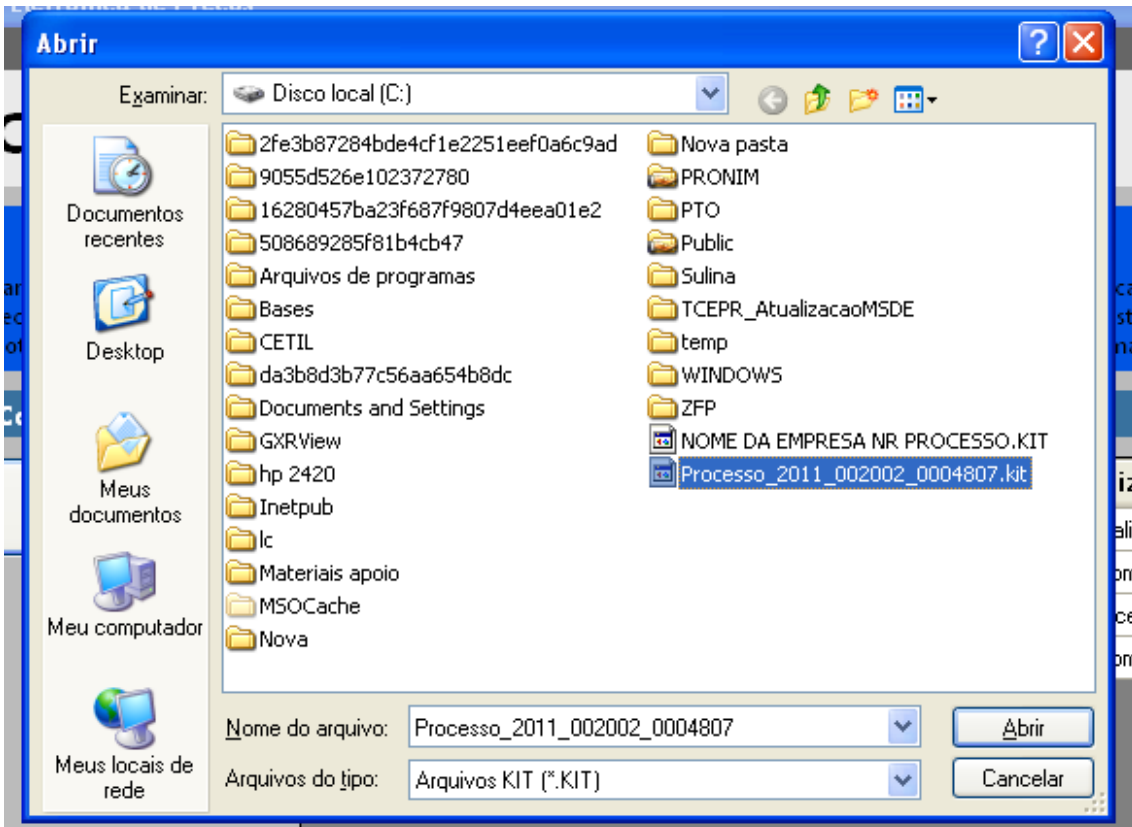 Eletrônica de Preços
Abrir
Examinar:
Disco local (C:)
Documentos
recentes
Desktop
Meus
documentos
Meu computador
Meus locais de
rede
2fe3b87284bde4cf1e2251eef0a6c9ad
9055d526e102372780
16280457ba23f687f9807d4eea01e2
508689285f81b4cb47
Arquivos de programas
Bases
CETIL
da3b8d3b77c56aa654b8dc
Documents and Settings
GXRView
hp 2420
Inetpub
lc
Materiais apoio
MSOCache
Nova
Nova pasta
PRONIM
PTO
Public
Sulina
TCEPR_AtualizacaoMSDE
temp
WINDOWS
ZFP
NOME DA EMPRESA NR PROCESSO.KIT
Processo_2011_002002_0004807.kit
Nome do arquivo:
Processo_2011_002002_0004807
Abrir
Arquivos do tipo:
Arquivos KIT (*.KIT)
Cancelar